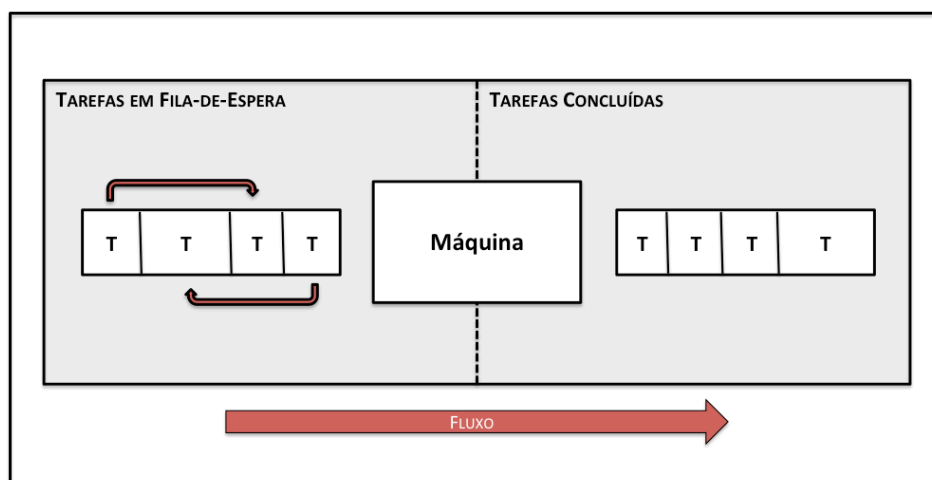 TAREFAS EM FILA-DE-ESPERA
TAREFAS CONCLUÍDAS
T T T T
Máquina
T T T T
FLUXO